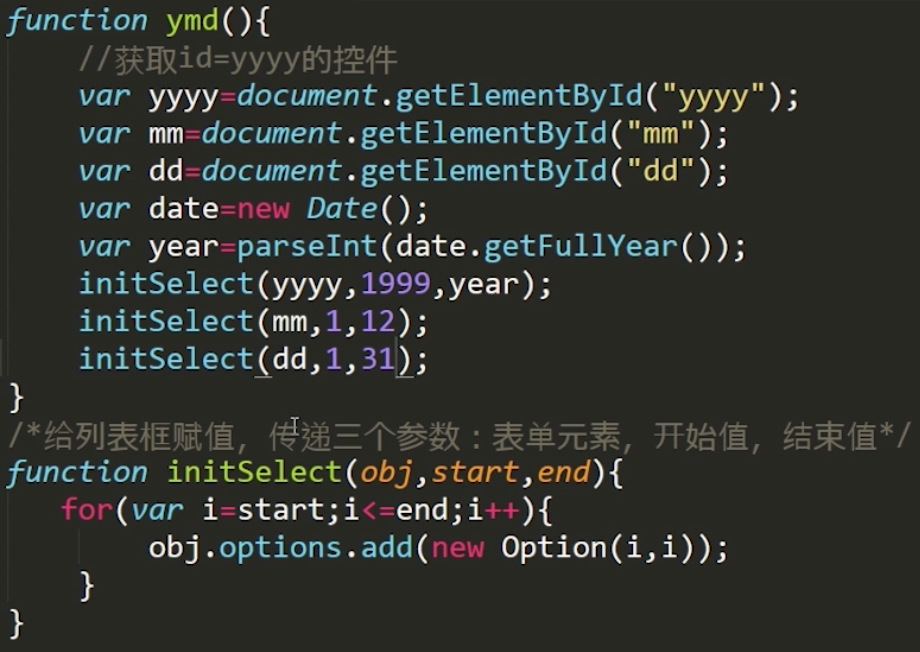 function ymd(){
//获取id=yyyy的控件
var yyyy=document.getElementById("yyyy");
var mm=document.getElementById("mm");
var dd=document.getElementById("dd");
var date=new Date();
var year=parseInt(date.getFullYear());
initSelect(yyyy,1999,year);
initSelect(mm,1,12);
initSelect(dd,1,31);
}
/*给列表框赋值，传递三个参数：表单元素，开始值，结束值*/
function initSelect(obj,start,end){
for(var i=start;i<=end;i++){
obj.options.add(new Option(i,i));
}
}